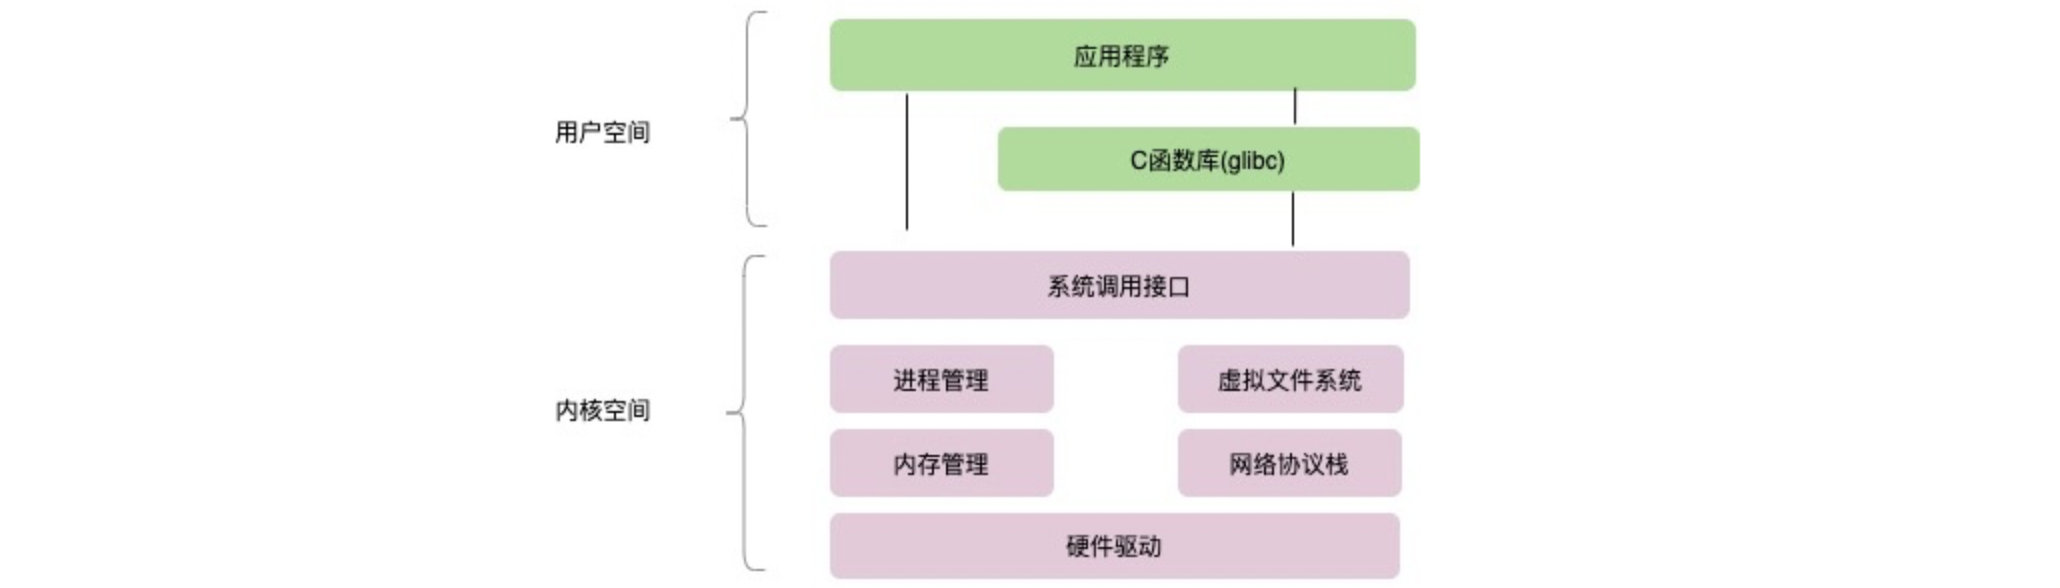 应用程序
用户空间
C函数库(glibc)
系统调用接口
进程管理
虚拟文件系统
内核空间
内存管理
网络协议栈
硬件驱动